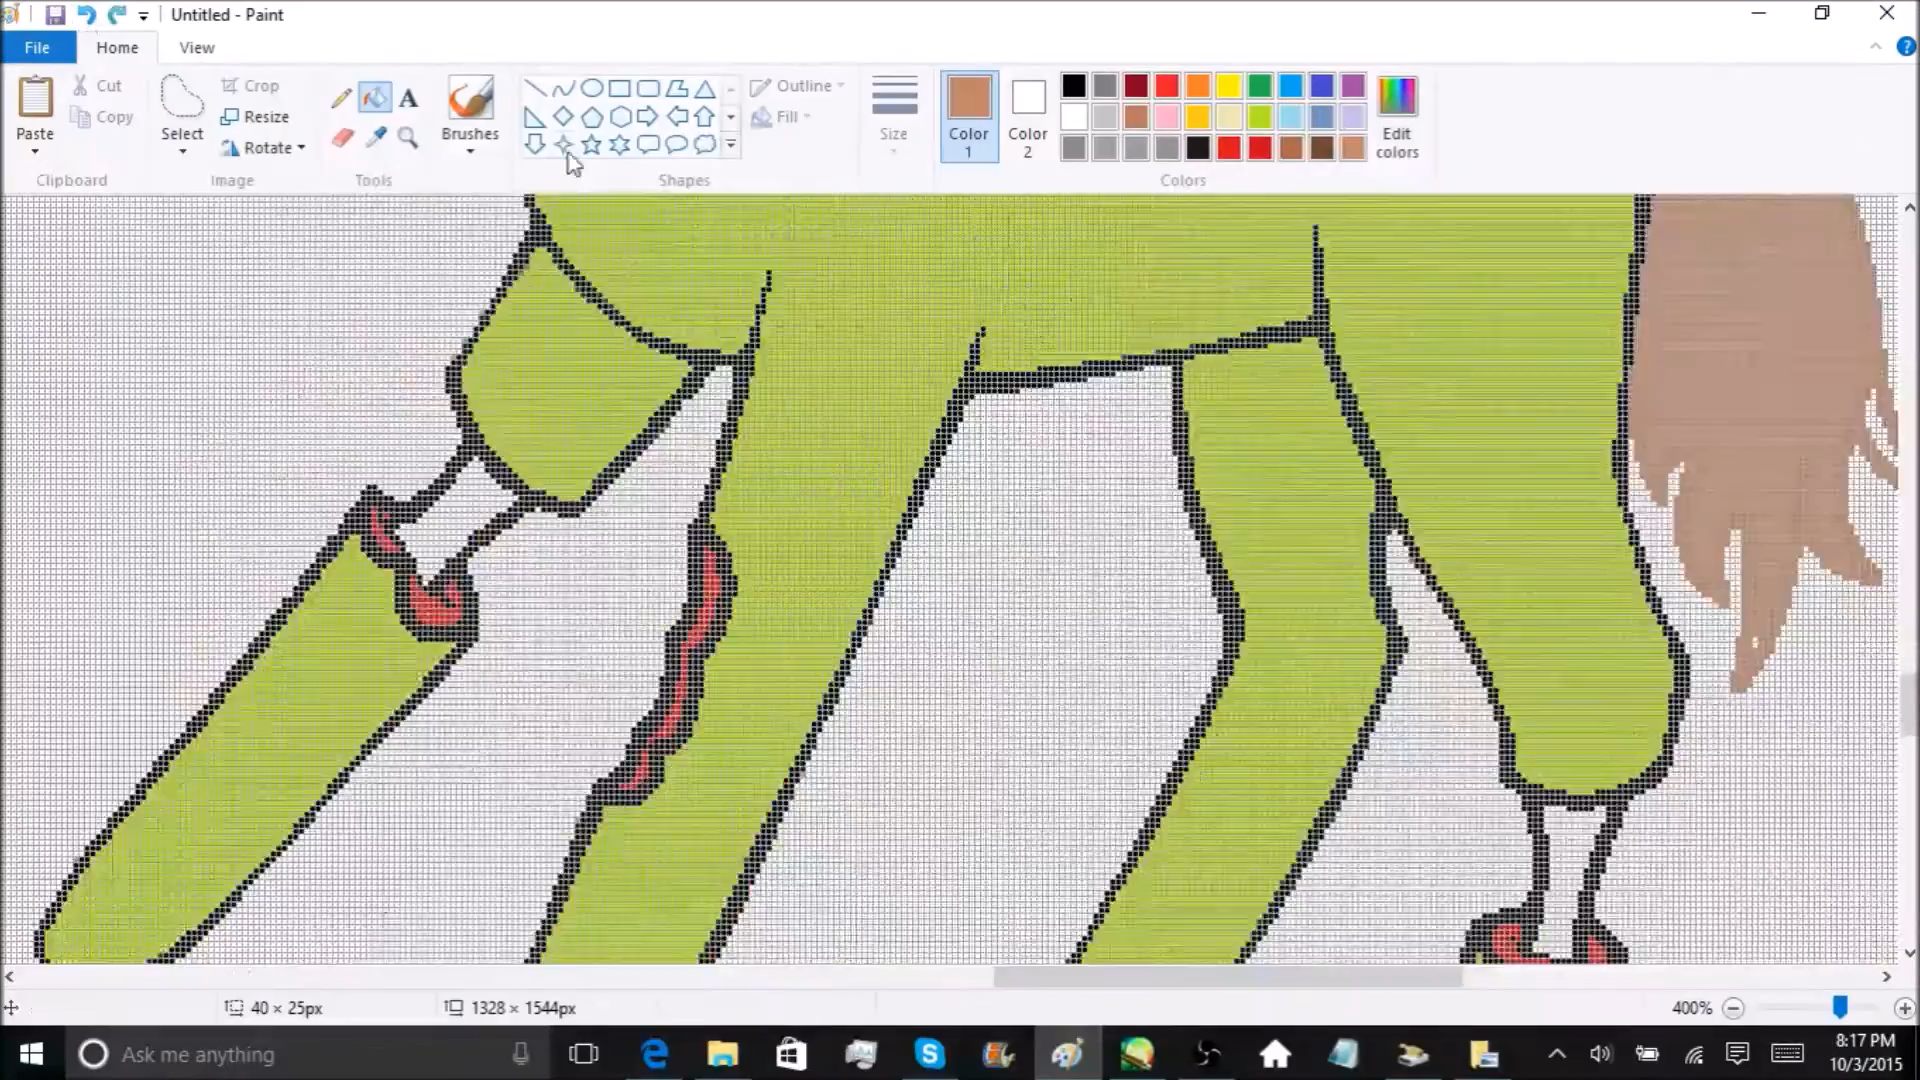 Untitled - Paint
File Home View
Paste
Cut
Copy
Clipboard
Select
Crop
Resize
Rotate
Image
A
Tools
Brushes
Shapes
Outline
Fill
Size
Color 1
Color 2
Edit colors
Colors
40 × 25px
1328 × 1544px
400%
Ask me anything
8:17 PM
10/3/2015